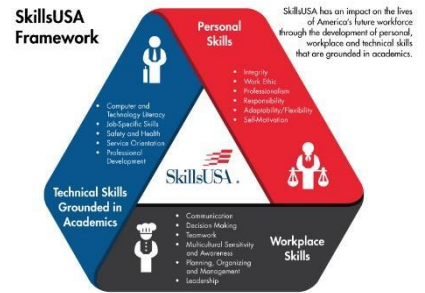 SkillsUSA
Framework
SkillsUSA has an impact on the lives
of America's future workforce
through the development of personal,
workplace and technical skills
that are grounded in academics.
Personal
Skills
• Integrity
• Work Ethic
• Professionalism
• Responsibility
• Adaptability/Flexibility
• Self-Motivation
• Computer and
Technology Literacy
• Job-Specific Skills
• Safety and Health
• Service Orientation
• Professional
Development
SkillsUSA.
Technical Skills
Grounded in
Academics
• Communication
• Decision Making
• Teamwork
• Multicultural Sensitivity
and Awareness
• Planning, Organizing
and Management
• Leadership
Workplace
Skills